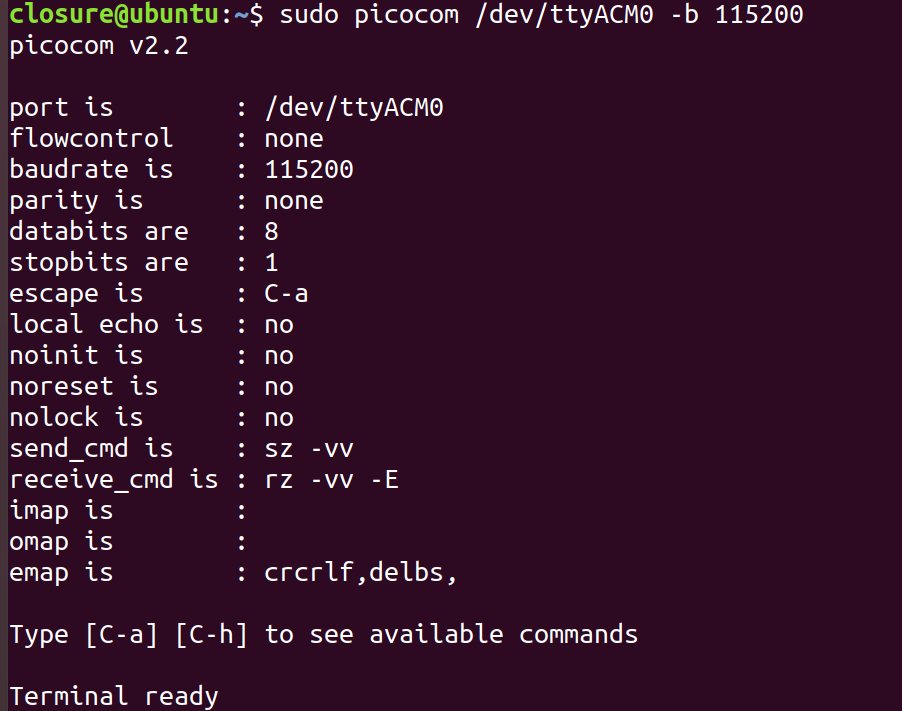 closure@ubuntu:~$ sudo picocom /dev/ttyACM0 -b 115200
picocom v2.2

port is        : /dev/ttyACM0
flowcontrol    : none
baudrate is    : 115200
parity is      : none
databits are   : 8
stopbits are   : 1
escape is      : C-a
local echo is  : no
noinit is      : no
noreset is     : no
nolock is      : no
send_cmd is    : sz -vv
receive_cmd is : rz -vv -E
imap is        :
omap is        :
emap is        : crcrlf,delbs,

Type [C-a] [C-h] to see available commands

Terminal ready